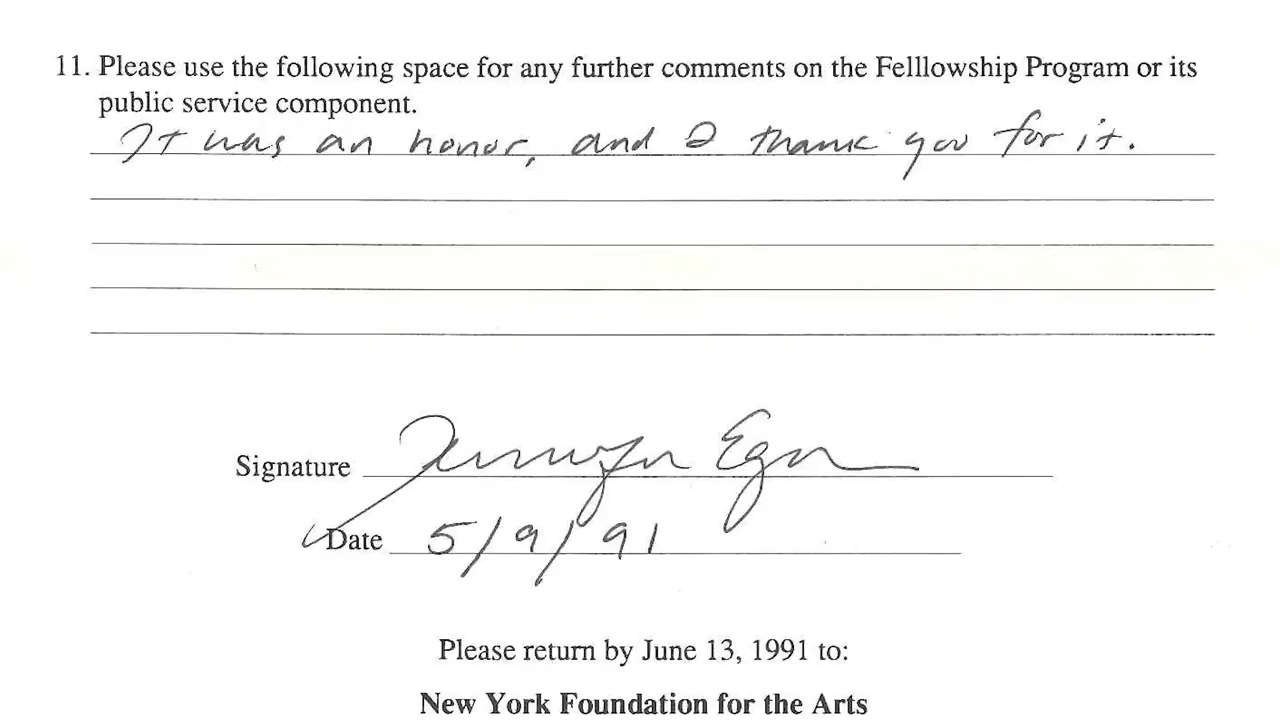 11. Please use the following space for any further comments on the Felllowship Program or its
public service component.
It was an honor, and I thank you for it.
Signature Jennifer Egan
Date 5/9/91
Please return by June 13, 1991 to:
New York Foundation for the Arts